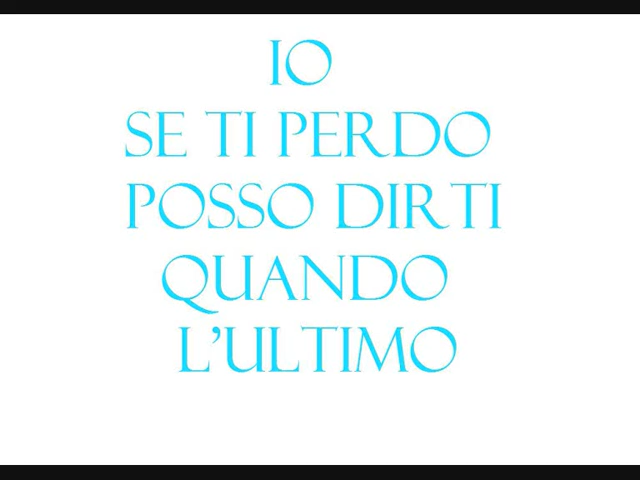 IO
SE TI PERDO
POSSO DIRTI
QUANDO
L'ULTIMO